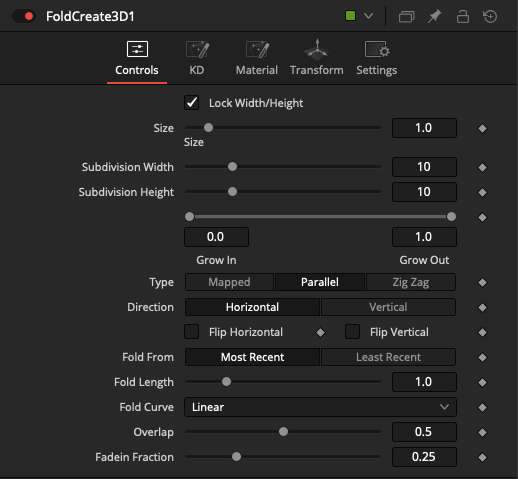 FoldCreate3D1
Controls KD Material Transform Settings
Lock Width/Height
Size 1.0
Size
Subdivision Width 10
Subdivision Height 10
0.0 1.0
Grow In Grow Out
Type Mapped Parallel Zig Zag
Direction Horizontal Vertical
Flip Horizontal Flip Vertical
Fold From Most Recent Least Recent
Fold Length 1.0
Fold Curve Linear
Overlap 0.5
Fadein Fraction 0.25